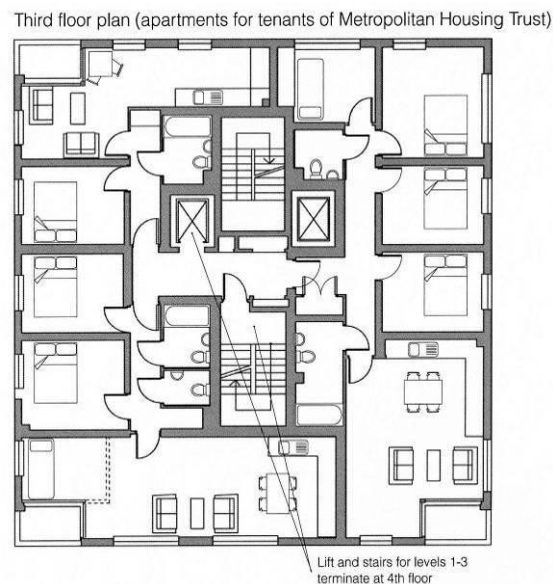 Third floor plan (apartments for tenants of Metropolitan Housing Trust)
Lift and stairs for levels 1-3
terminate at 4th floor